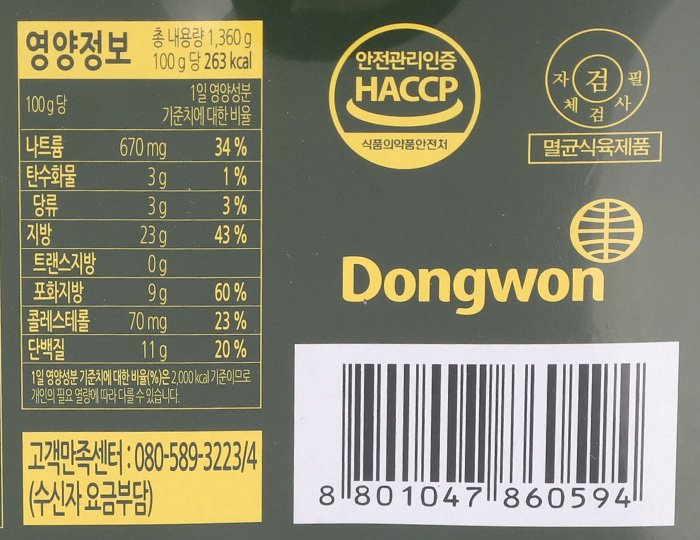 영양정보
총 내용량 1,360 g
100 g 당 263 kcal
100 g 당
1일 영양성분
기준치에 대한 비율
나트륨 670 mg 34 %
탄수화물 3 g 1 %
당류 3 g 3 %
지방 23 g 43 %
트랜스지방 0 g
포화지방 9 g 60 %
콜레스테롤 70 mg 23 %
단백질 11 g 20 %
1일 영양성분 기준치에 대한 비율(%)은 2,000 kcal 기준이므로
개인의 필요 열량에 따라 다를 수 있습니다.
고객만족센터 : 080-589-3223/4
(수신자 요금부담)
안전관리인증
HACCP
식품의약품안전처
자 검 필
체 검 사
멸균식육제품
Dongwon
8 801047 860594